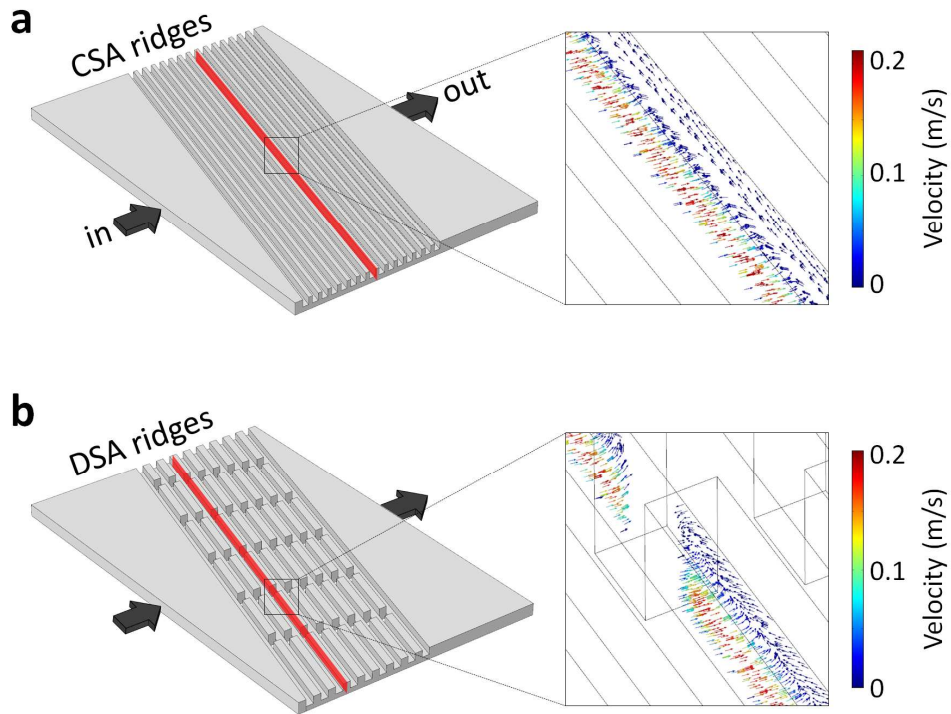 a
CSA ridges
out
in
0.2
0.1
0
Velocity (m/s)
b
DSA ridges
0.2
0.1
0
Velocity (m/s)